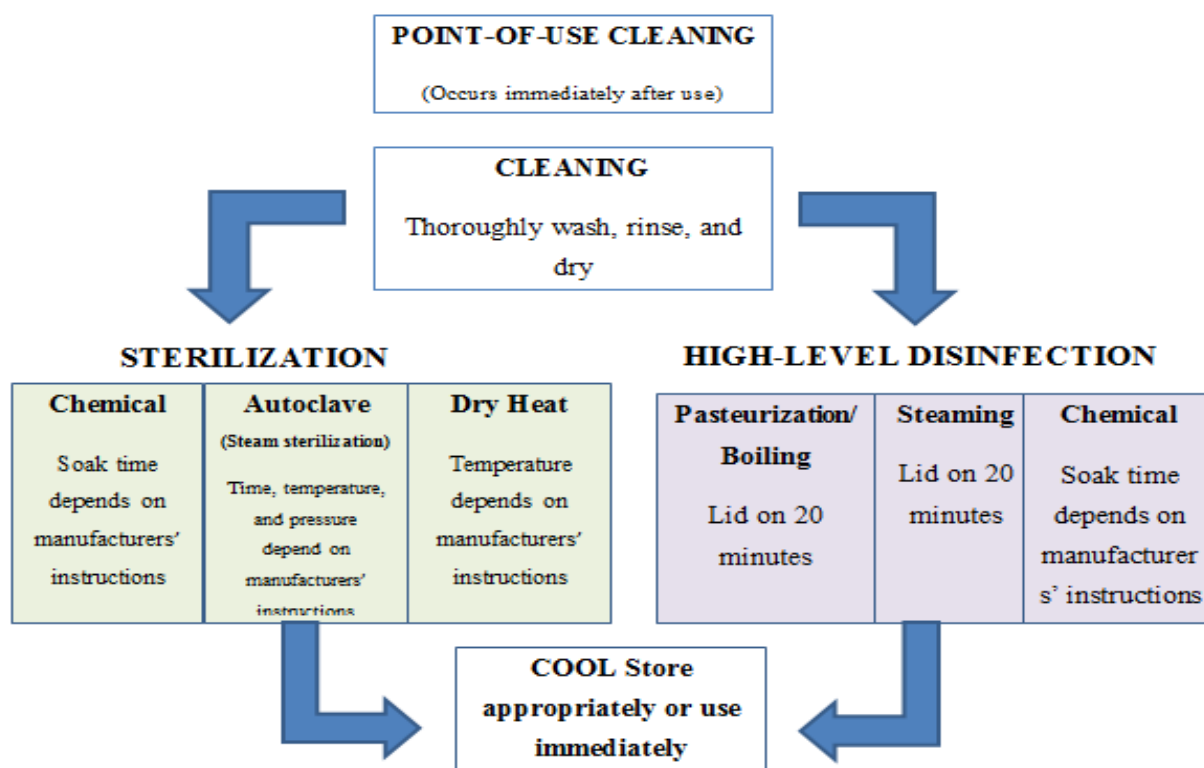 POINT-OF-USE CLEANING
(Occurs immediately after use)
CLEANING
Thoroughly wash, rinse, and
dry
STERILIZATION
Chemical
Soak time
depends on
manufacturers’
instructions
Autoclave
(Steam sterilization)
Time, temperature,
and pressure
depend on
manufacturers’
instructions
Dry Heat
Temperature
depends on
manufacturers’
instructions
HIGH-LEVEL DISINFECTION
Pasteurization/
Boiling
Lid on 20
minutes
Steaming
Lid on 20
minutes
Chemical
Soak time
depends on
manufacturer
s’ instructions
COOL Store
appropriately or use
immediately